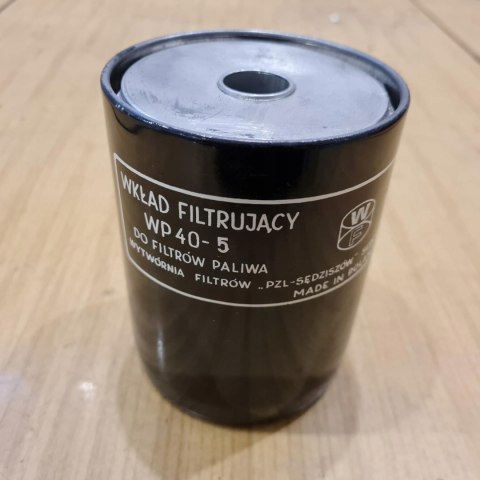 WKŁAD FILTRUJĄCY
WP 40-5
DO FILTRÓW PALIWA
WYTWÓRNIA FILTRÓW „PZL-SĘDZISZÓW"
MADE IN
W
F